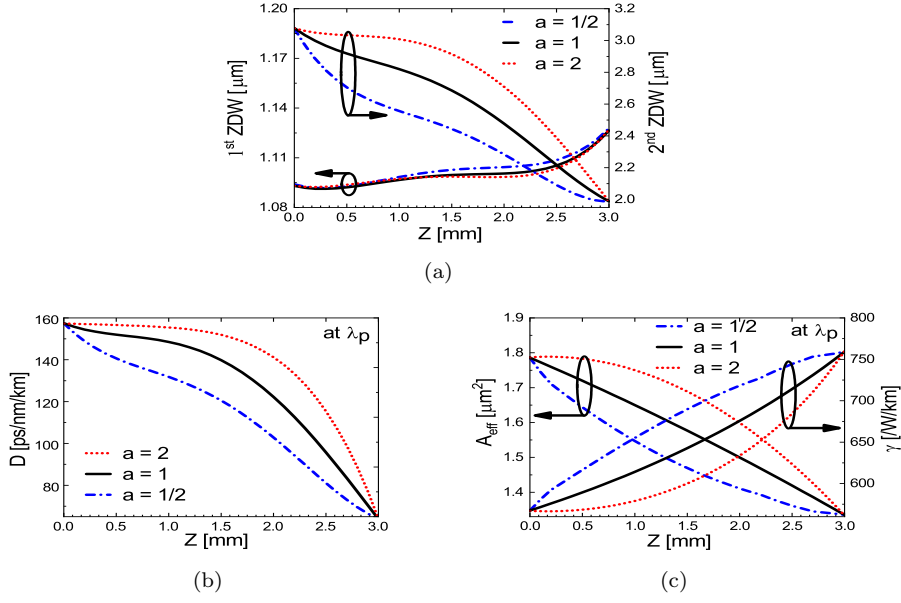 1st ZDW [μm]
1.20
1.17
1.14
1.11
1.08
3.2
3.0
2.8
2.6
2.4
2.2
2.0
2nd ZDW [μm]
a = 1/2
a = 1
a = 2
0.0 0.5 1.0 1.5 2.0 2.5 3.0
Z [mm]
(a)
D [ps/nm/km]
160
140
120
100
80
at λp
a = 2
a = 1
a = 1/2
0.0 0.5 1.0 1.5 2.0 2.5 3.0
Z [mm]
(b)
Aeff [μm2]
1.9
1.8
1.7
1.6
1.5
1.4
800
750
700
650
600
γ [/W/km]
a = 1/2
a = 1
a = 2
at λp
0.0 0.5 1.0 1.5 2.0 2.5 3.0
Z [mm]
(c)